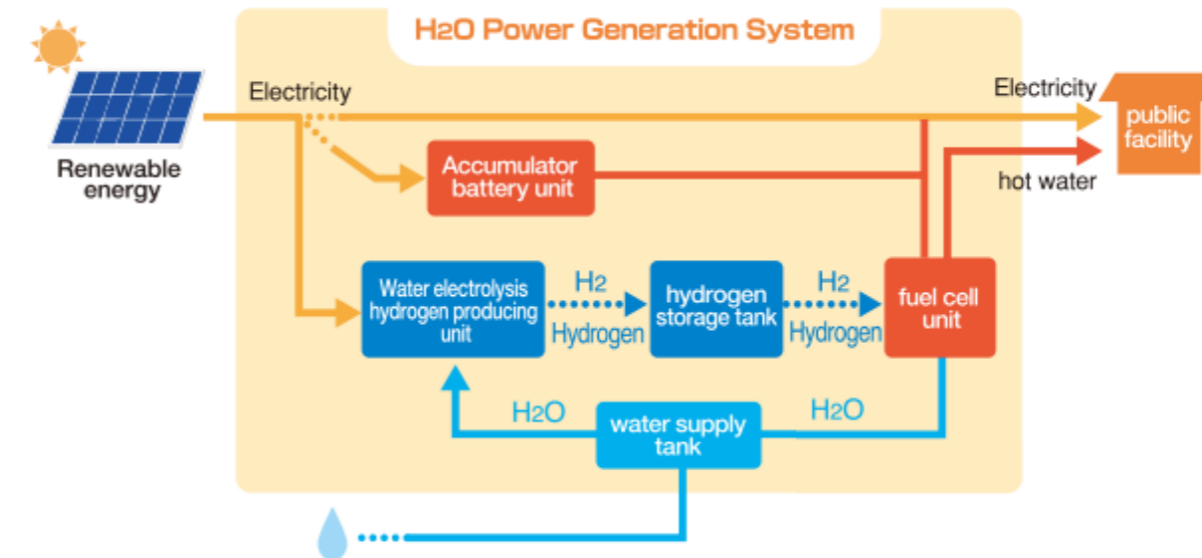 H2O Power Generation System
Electricity
Electricity
public
facility
Renewable
energy
Accumulator
battery unit
hot water
Water electrolysis
hydrogen producing
unit
H2
Hydrogen
hydrogen
storage tank
H2
Hydrogen
fuel cell
unit
H2O
water supply
tank
H2O